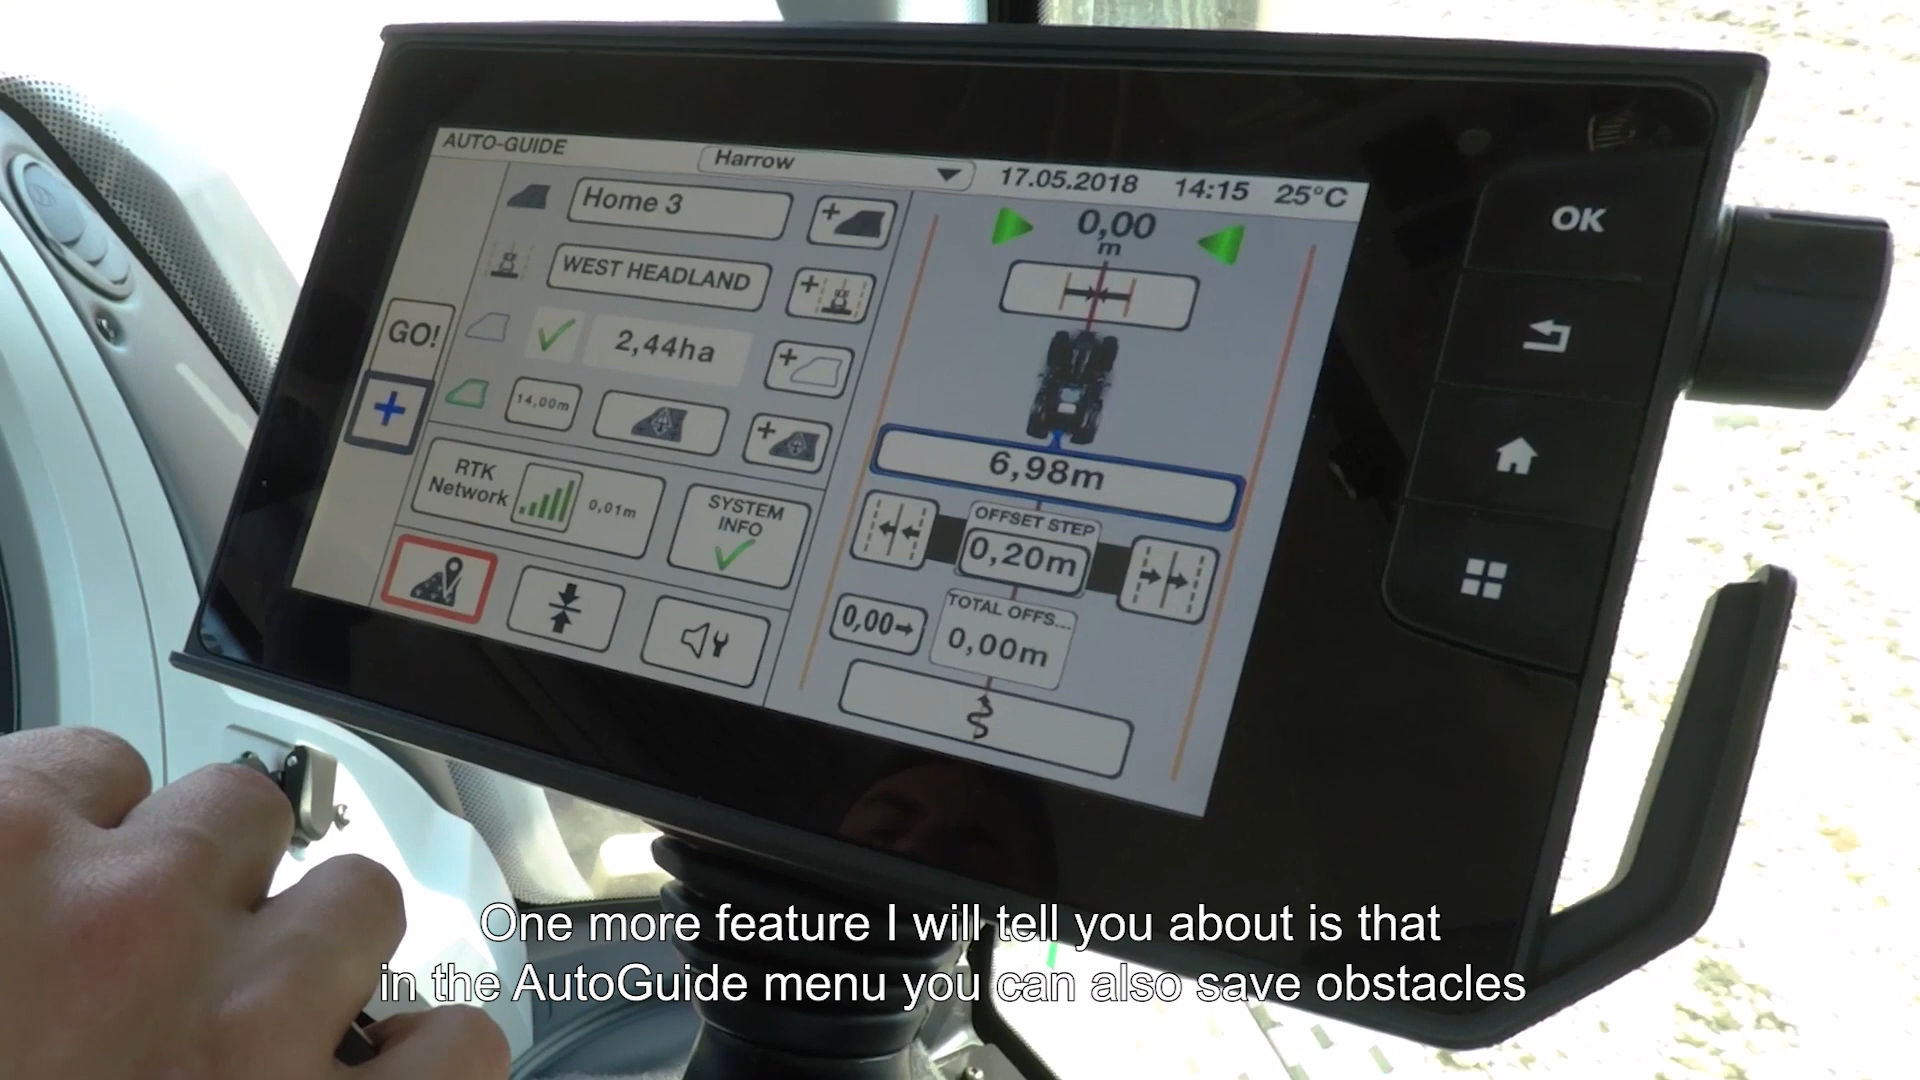 AUTO-GUIDE
Harrow
17.05.2018 14:15 25°C
Home 3
WEST HEADLAND
GO!
2,44ha
14,00m
RTK
Network
0,01m
SYSTEM
INFO
0,00
m
6,98m
OFFSET STEP
0,20m
0,00
TOTAL OFFS...
0,00m
OK
One more feature I will tell you about is that
in the AutoGuide menu you can also save obstacles